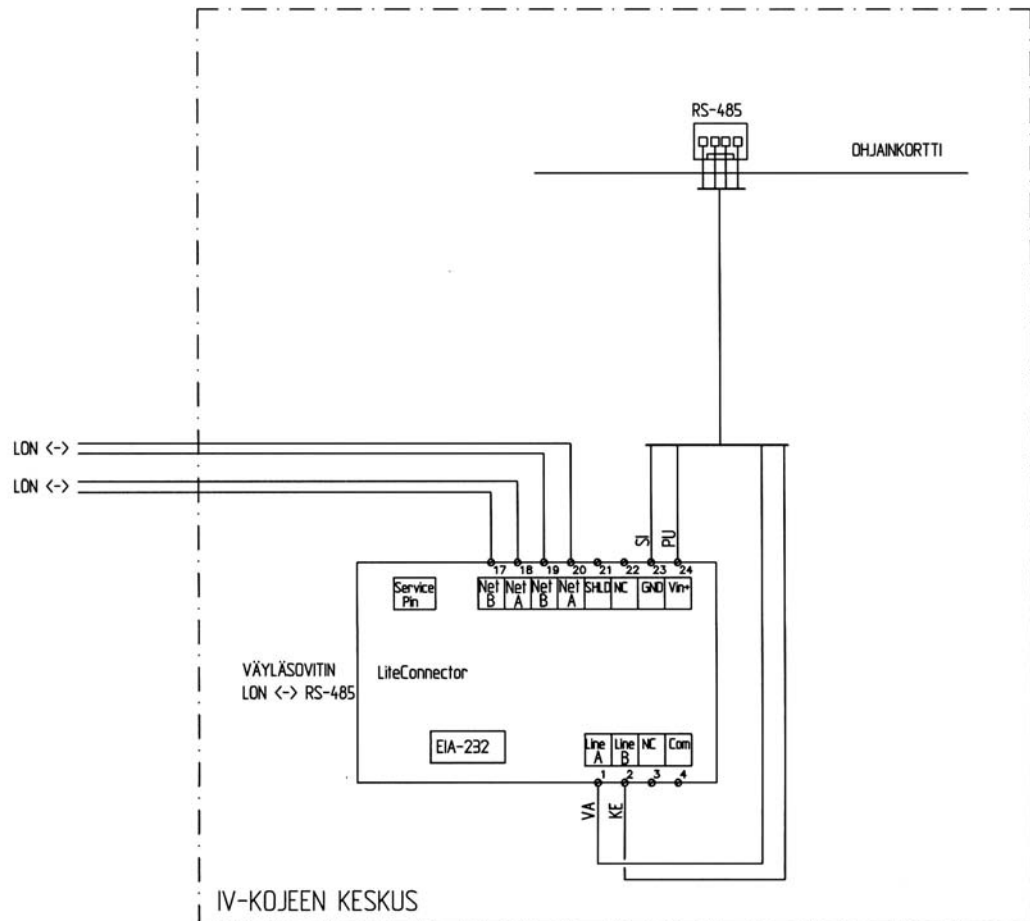 RS-485
OHJAINKORTTI
LON <->
LON <->
SI
PU
17 18 19 20 21 22 23 24
Service Pin
Net B
Net A
Net B
Net A
SHLD
NC
GND
Vin+
VÄYLÄSOVITIN
LON <-> RS-485
LiteConnector
EIA-232
Line A
Line B
NC
Com
1 2 3 4
VA
KE
IV-KOJEEN KESKUS